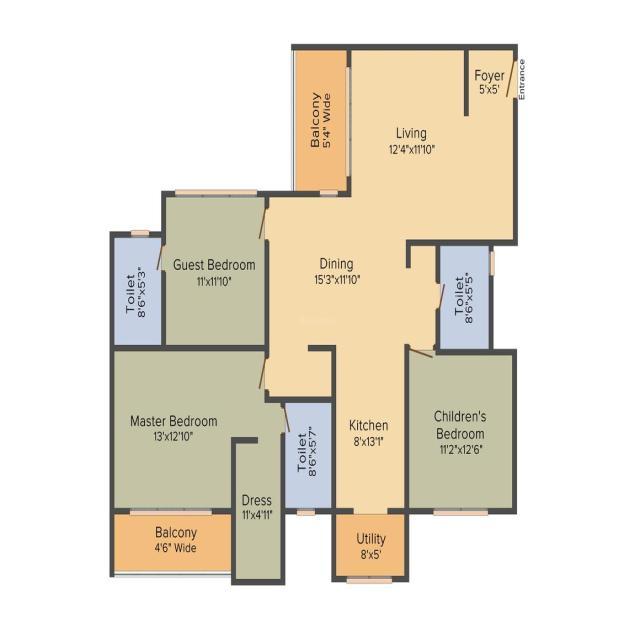 Foyer
5'x5'
Entrance
Balcony
5'4" Wide
Living
12'4"x11'10"
Guest Bedroom
11'x11'10"
Dining
15'3"x11'10"
Toilet
8'6"x5'3"
Toilet
8'6"x5'5"
Master Bedroom
13'x12'10"
Toilet
8'6"x5'7"
Kitchen
8'x13'1"
Children's
Bedroom
11'2"x12'6"
Dress
11'x4'11"
Balcony
4'6" Wide
Utility
8'x5'